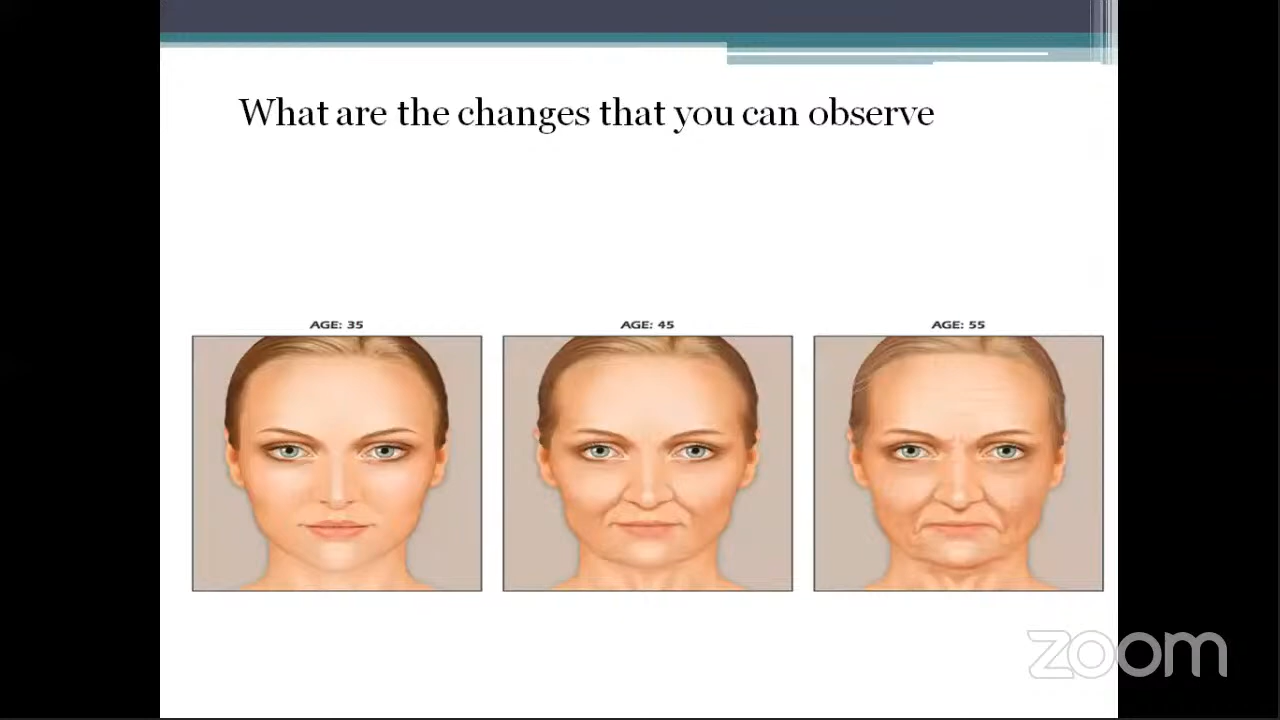 What are the changes that you can observe
AGE: 35
AGE: 45
AGE: 55
zoom